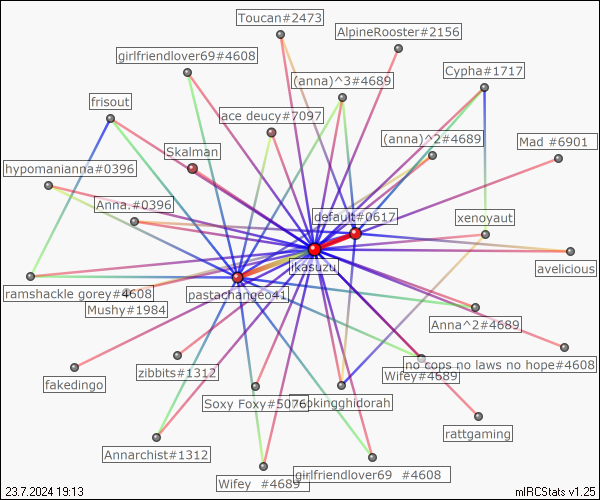 Toucan#2473
AlpineRooster#2156
girlfriendlover69#4608
(anna)^3#4689
Cypha#1717
frisout
ace deucy#7097
(anna)^2#4689
Mad #6901
Skalman
hypomanianna#0396
Anna.#0396
default#0617
xenoyaut
ikasuzu
avelicious
ramshackle gorey#4608
pastachange41
Mushy#1984
Anna^2#4689
no cops no laws no hope#4608
fakedingo
zibbits#1312
Wifey#4689
Soxy Foxy#5076
okingghidorah
rattgaming
Annarchist#1312
girlfriendlover69 #4608
Wifey #4689
23.7.2024 19:13
mIRCStats v1.25